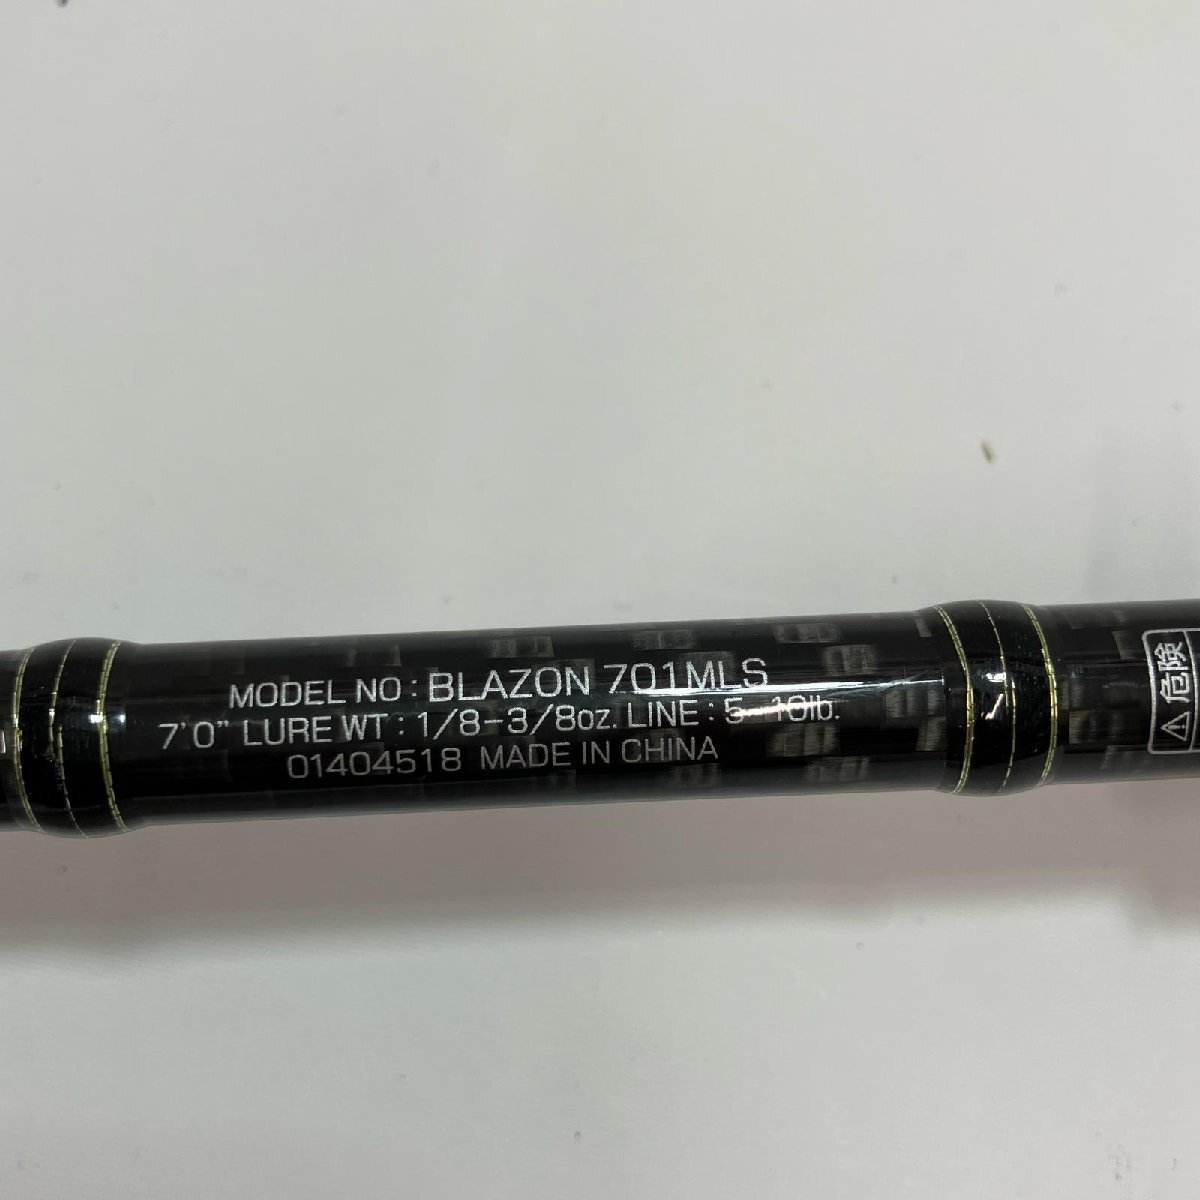 MODEL NO : BLAZON 701MLS
7'0" LURE WT : 1/8-3/8oz. LINE : 5-10lb.
01404518 MADE IN CHINA
⚠危険